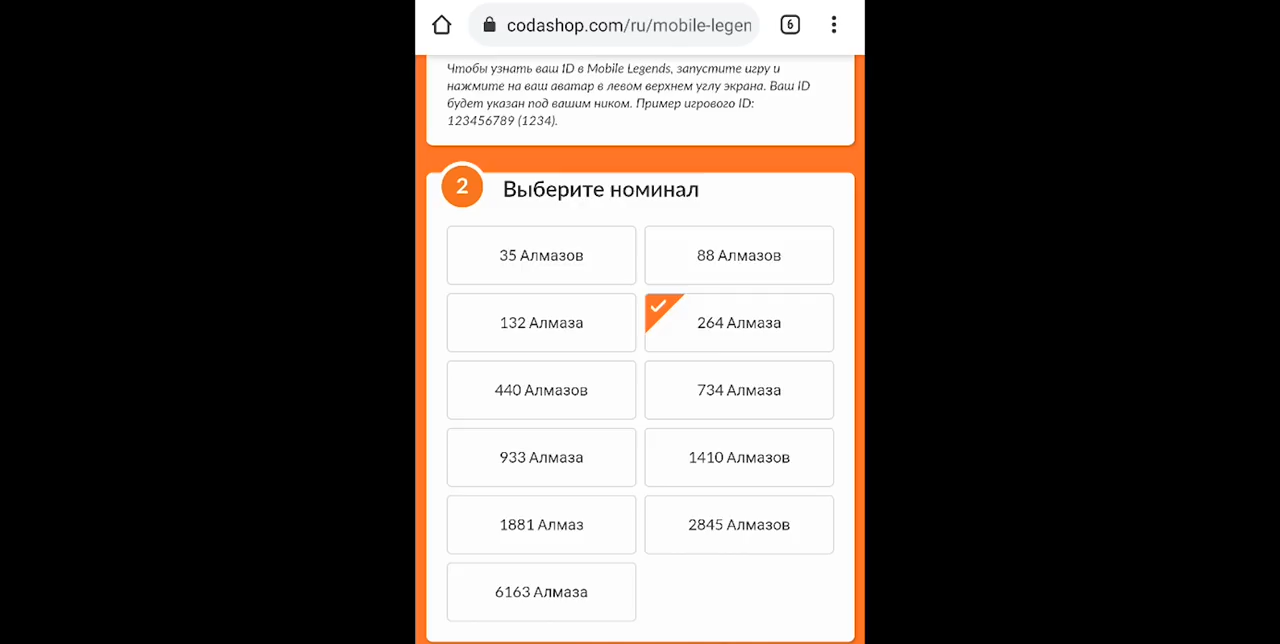 codashop.com/ru/mobile-legen
6
Чтобы узнать ваш ID в Mobile Legends, запустите игру и
нажмите на ваш аватар в левом верхнем углу экрана. Ваш ID
будет указан под вашим ником. Пример игрового ID:
123456789 (1234).
2
Выберите номинал
35 Алмазов
88 Алмазов
132 Алмаза
264 Алмаза
440 Алмазов
734 Алмаза
933 Алмаза
1410 Алмазов
1881 Алмаз
2845 Алмазов
6163 Алмаза